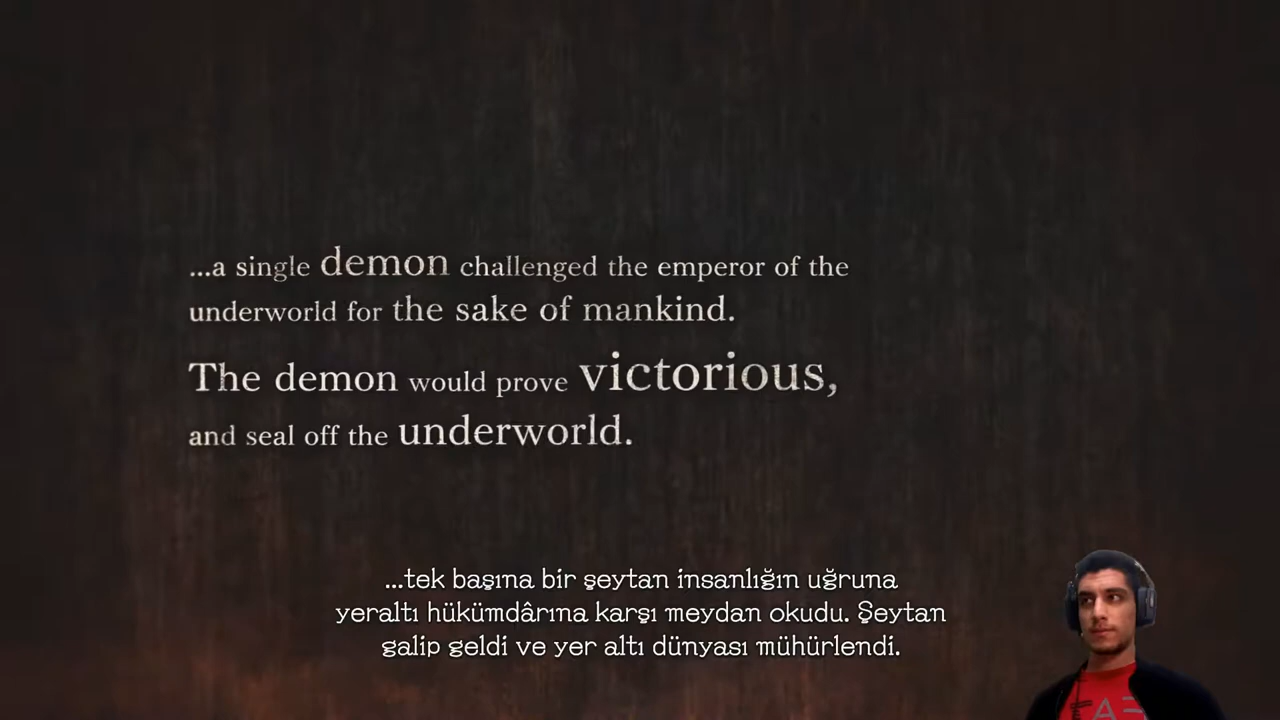 ...a single demon challenged the emperor of the
underworld for the sake of mankind.
The demon would prove victorious,
and seal off the underworld.
...tek başına bir şeytan insanlığın uğruna
yeraltı hükümdârına karşı meydan okudu. Şeytan
galip geldi ve yer altı dünyası mühürlendi.